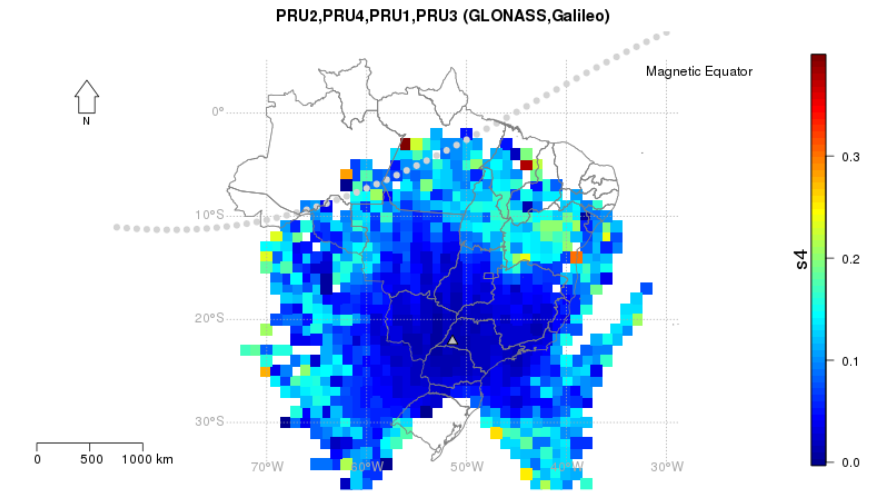 PRU2,PRU4,PRU1,PRU3 (GLONASS,Galileo)
Magnetic Equator
N
0°
10°S
20°S
30°S
70°W
60°W
50°W
40°W
30°W
0 500 1000 km
0.3
0.2
0.1
0.0
s4